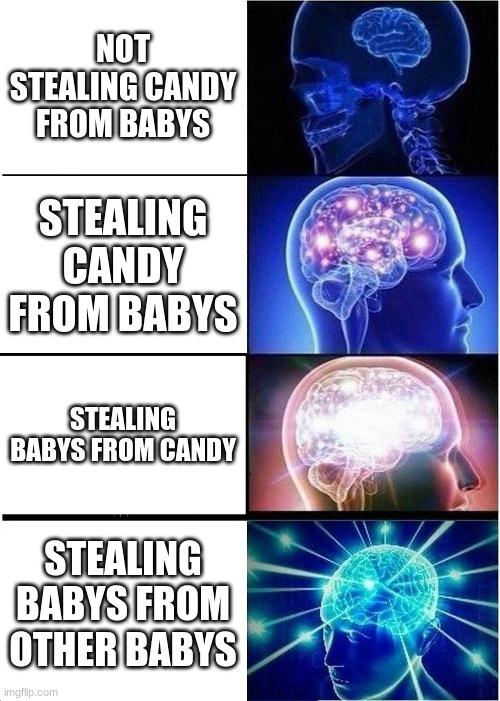 NOT
STEALING CANDY
FROM BABYS
STEALING
CANDY
FROM BABYS
STEALING
BABYS FROM CANDY
STEALING
BABYS FROM
OTHER BABYS
imgflip.com